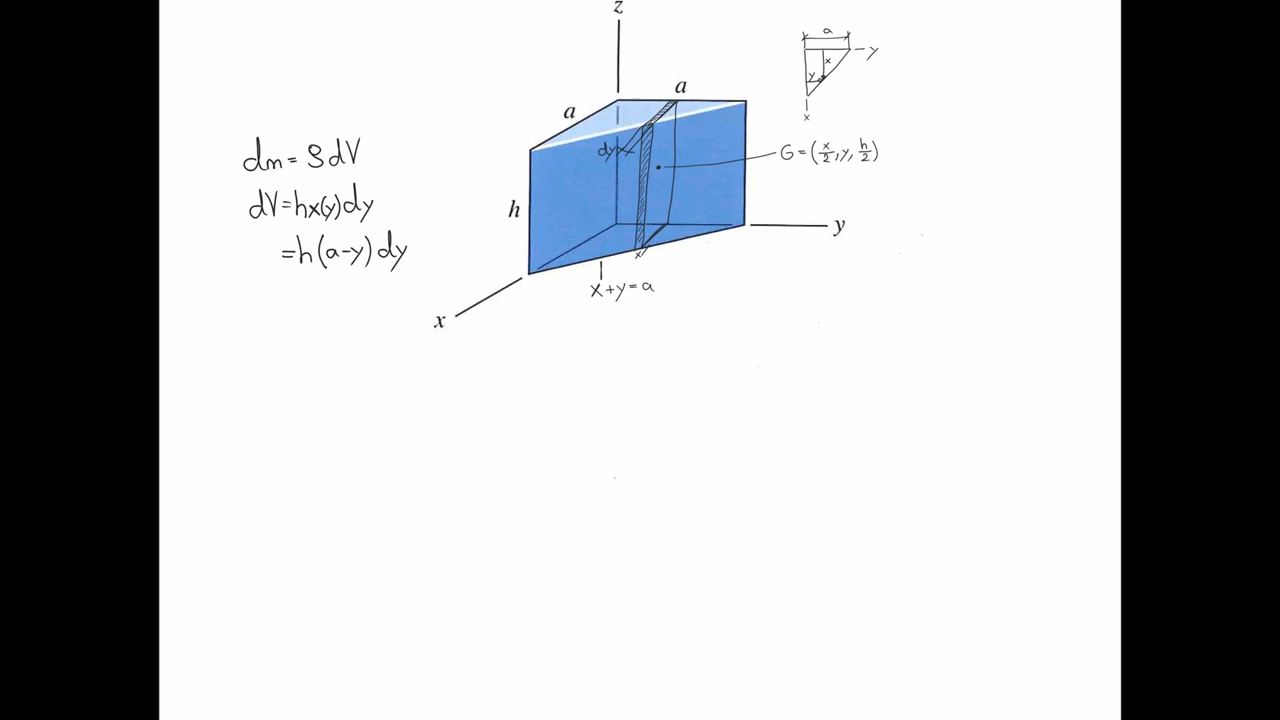 z
a
y
x
x
y
a
a
dm = ρdV
dV = hx(y)dy
= h(a-y)dy
dy
G = (x/2, y, h/2)
h
y
x + y = a
x